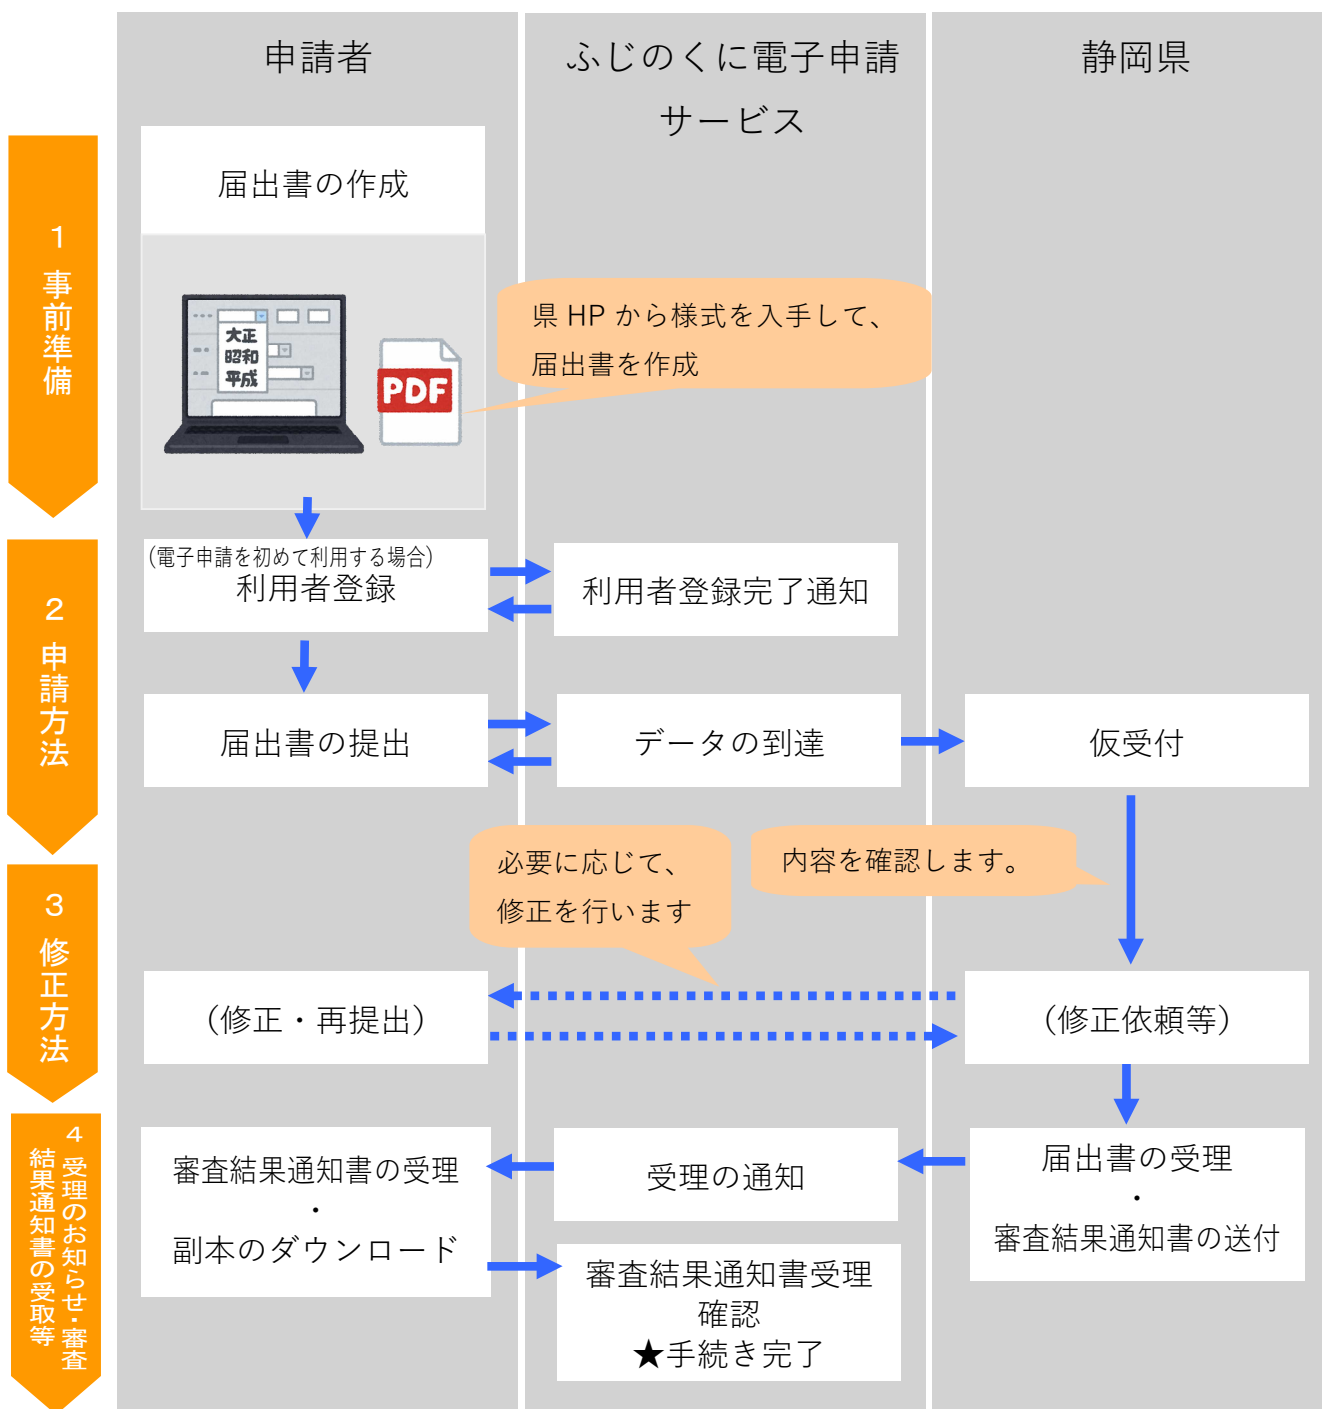 申請者
ふじのくに電子申請
サービス
静岡県
1 事前準備
届出書の作成
大正
昭和
平成
PDF
県 HP から様式を入手して、
届出書を作成
2 申請方法
(電子申請を初めて利用する場合)
利用者登録
利用者登録完了通知
届出書の提出
データの到達
仮受付
必要に応じて、
修正を行います
内容を確認します。
3 修正方法
(修正・再提出)
(修正依頼等)
4 受理のお知らせ・審査
結果通知書の受取等
審査結果通知書の受理
・
副本のダウンロード
受理の通知
届出書の受理
・
審査結果通知書の送付
審査結果通知書受理
確認
★手続き完了